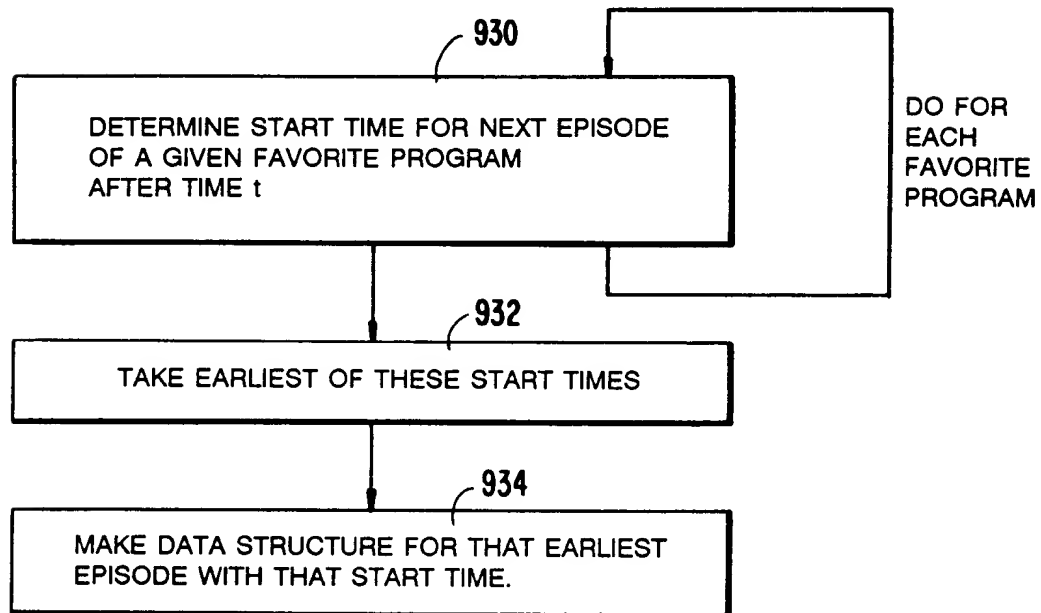 930
DETERMINE START TIME FOR NEXT EPISODE
OF A GIVEN FAVORITE PROGRAM
AFTER TIME t
DO FOR
EACH
FAVORITE
PROGRAM
932
TAKE EARLIEST OF THESE START TIMES
934
MAKE DATA STRUCTURE FOR THAT EARLIEST
EPISODE WITH THAT START TIME.